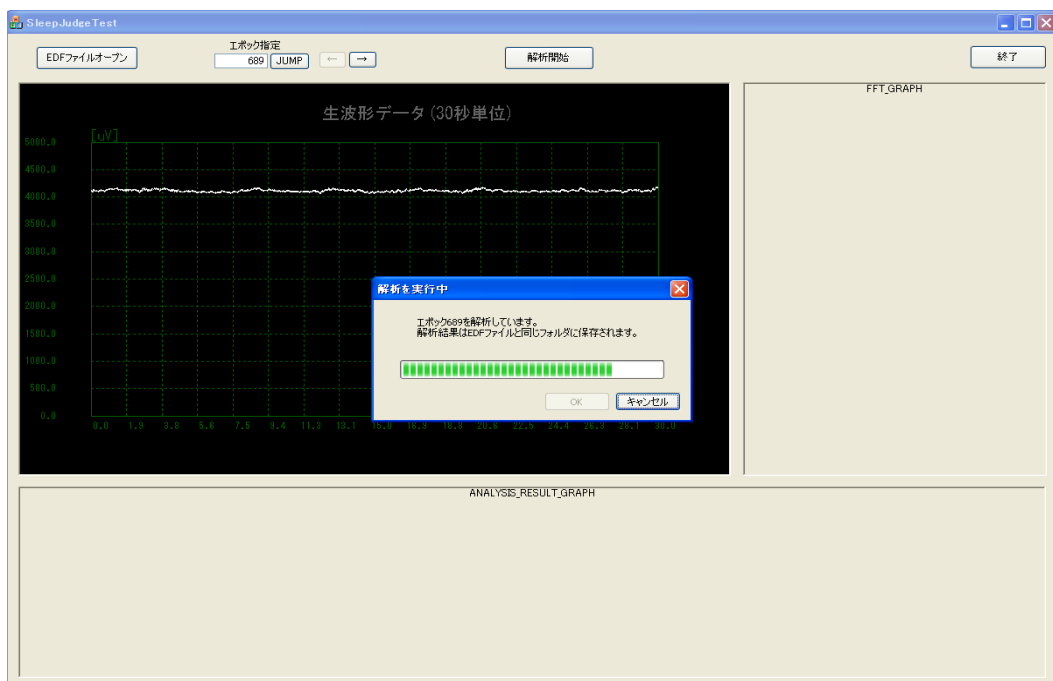 SleepJudgeTest
EDFファイルオープン
エポック指定
689 JUMP ← →
解析開始
終了
生波形データ(30秒単位)
[uV]
5000.0
4500.0
4000.0
3500.0
3000.0
2500.0
2000.0
1500.0
1000.0
500.0
0.0
0.0 1.9 3.8 5.6 7.5 9.4 11.3 13.1 15.0 16.9 18.8 20.6 22.5 24.4 26.3 28.1 30.0
FFT_GRAPH
解析を実行中
エポック689を解析しています。
解析結果はEDFファイルと同じフォルダに保存されます。
OK キャンセル
ANALYSIS_RESULT_GRAPH